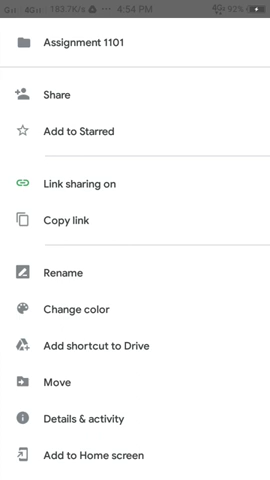 183.7K/s ... 4:54 PM 92%
Assignment 1101
Share
Add to Starred
Link sharing on
Copy link
Rename
Change color
Add shortcut to Drive
Move
Details & activity
Add to Home screen